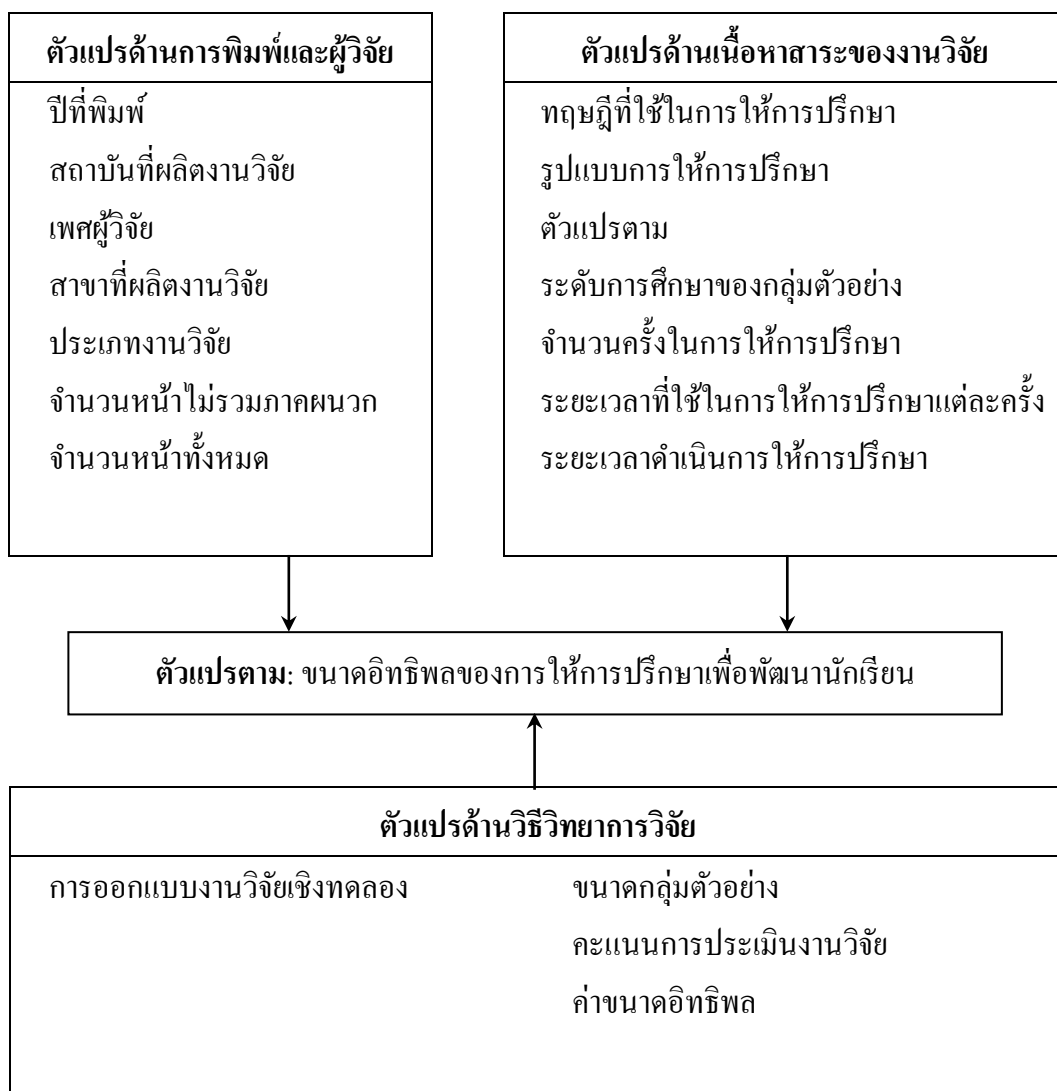 ตัวแปรด้านการพิมพ์และผู้วิจัย
ปีที่พิมพ์
สถาบันที่ผลิตงานวิจัย
เพศผู้วิจัย
สาขาที่ผลิตงานวิจัย
ประเภทงานวิจัย
จำนวนหน้าไม่รวมภาคผนวก
จำนวนหน้าทั้งหมด
ตัวแปรด้านเนื้อหาสาระของงานวิจัย
ทฤษฎีที่ใช้ในการให้การปรึกษา
รูปแบบการให้การปรึกษา
ตัวแปรตาม
ระดับการศึกษาของกลุ่มตัวอย่าง
จำนวนครั้งในการให้การปรึกษา
ระยะเวลาที่ใช้ในการให้การปรึกษาแต่ละครั้ง
ระยะเวลาดำเนินการให้การปรึกษา
ตัวแปรตาม: ขนาดอิทธิพลของการให้การปรึกษาเพื่อพัฒนานักเรียน
ตัวแปรด้านวิธีวิทยาการวิจัย
การออกแบบงานวิจัยเชิงทดลอง
ขนาดกลุ่มตัวอย่าง
คะแนนการประเมินงานวิจัย
ค่าขนาดอิทธิพล